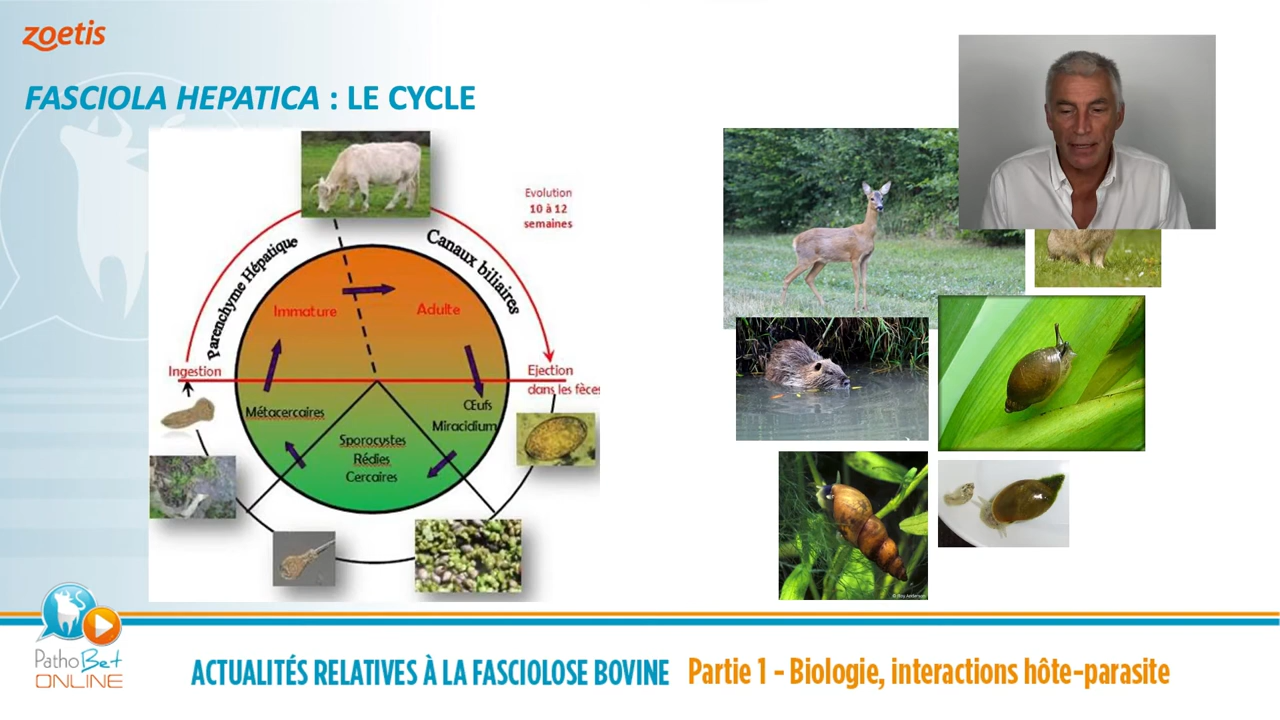 zoetis
FASCIOLA HEPATICA : LE CYCLE
Evolution
10 à 12
semaines
Parenchyme Hépatique
Canaux biliaires
Immature
Adulte
Ingestion
Ejection
dans les fèces
Métacercaires
Œufs
Miracidium
Sporocystes
Rédies
Cercaires
PathoBet
ONLINE
ACTUALITÉS RELATIVES À LA FASCIOLOSE BOVINE Partie 1 - Biologie, interactions hôte-parasite